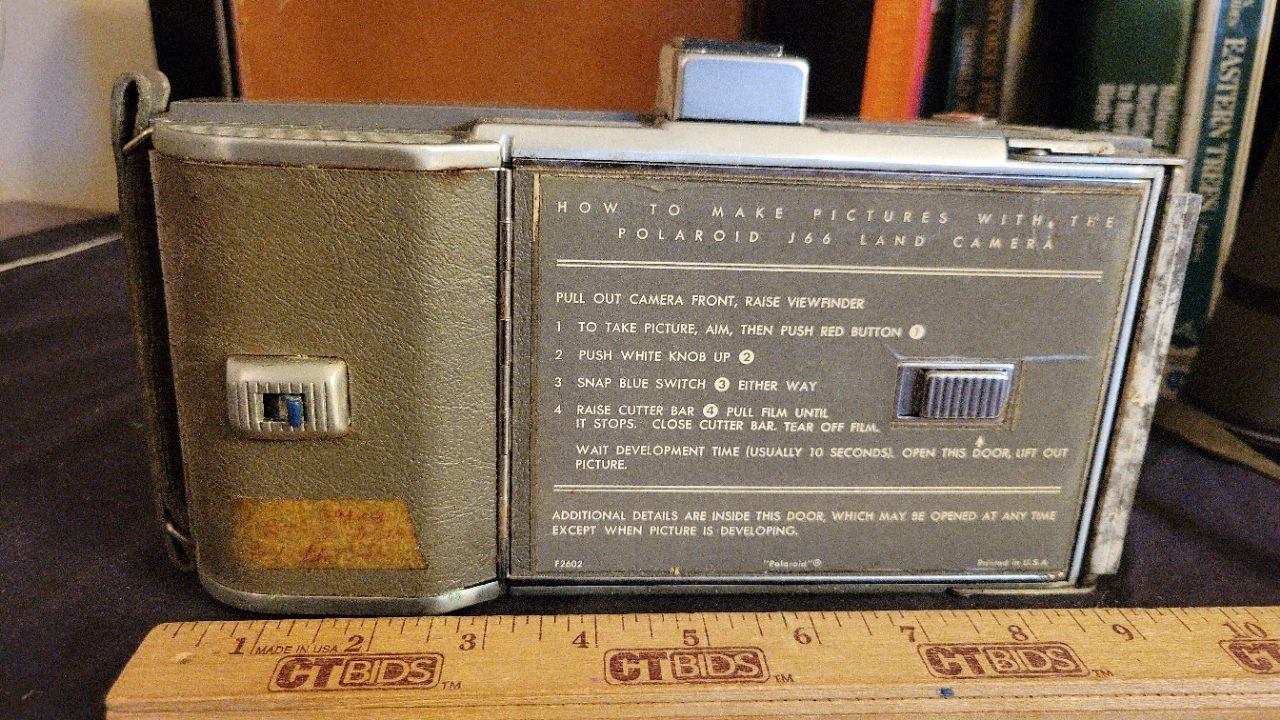 HOW TO MAKE PICTURES WITH THE
POLAROID J66 LAND CAMERA
PULL OUT CAMERA FRONT, RAISE VIEWFINDER
1 TO TAKE PICTURE, AIM, THEN PUSH RED BUTTON 1
2 PUSH WHITE KNOB UP 2
3 SNAP BLUE SWITCH 3 EITHER WAY
4 RAISE CUTTER BAR 4 PULL FILM UNTIL
IT STOPS. CLOSE CUTTER BAR. TEAR OFF FILM.
WAIT DEVELOPMENT TIME (USUALLY 10 SECONDS). OPEN THIS DOOR, LIFT OUT
PICTURE.
ADDITIONAL DETAILS ARE INSIDE THIS DOOR, WHICH MAY BE OPENED AT ANY TIME
EXCEPT WHEN PICTURE IS DEVELOPING.
F2602 "Polaroid"® Printed in U.S.A.
EASTERN TREES
1 MADE IN USA 2 3 4 5 6 7 8 9 10
CTBIDS™ CTBIDS™ CTBIDS™ CT